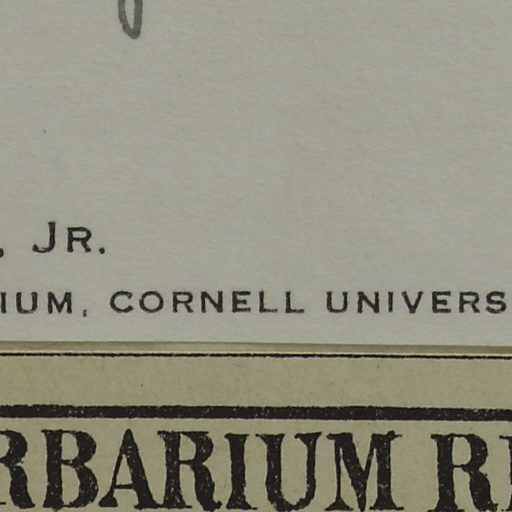 . JR.
IUM, CORNELL UNIVERS
RBARIUM R